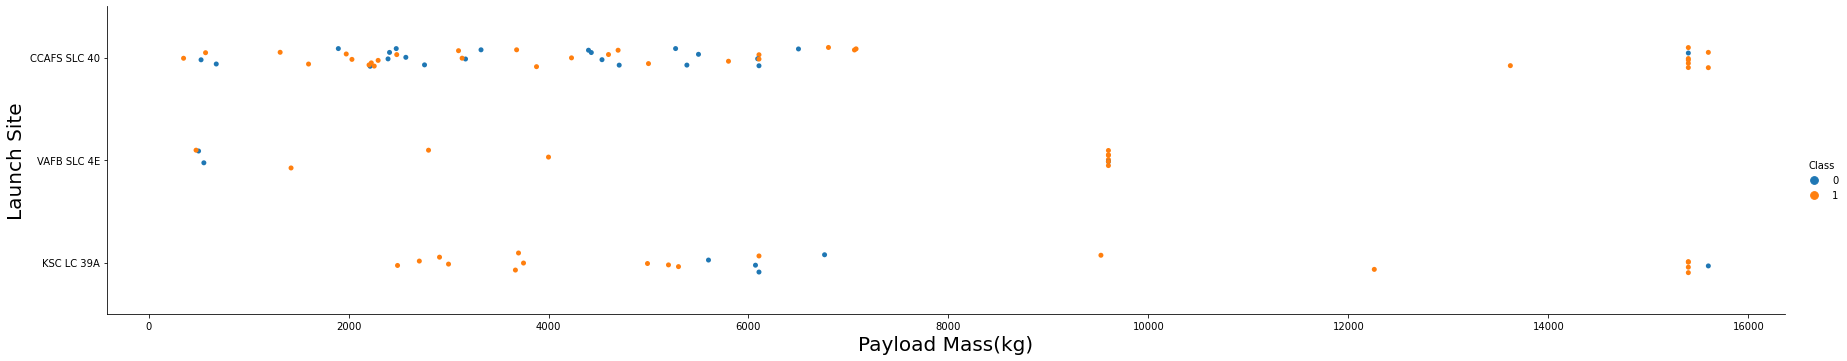 Launch Site
CCAFS SLC 40
VAFB SLC 4E
KSC LC 39A
0
2000
4000
6000
8000
10000
12000
14000
16000
Payload Mass(kg)
Class
0
1